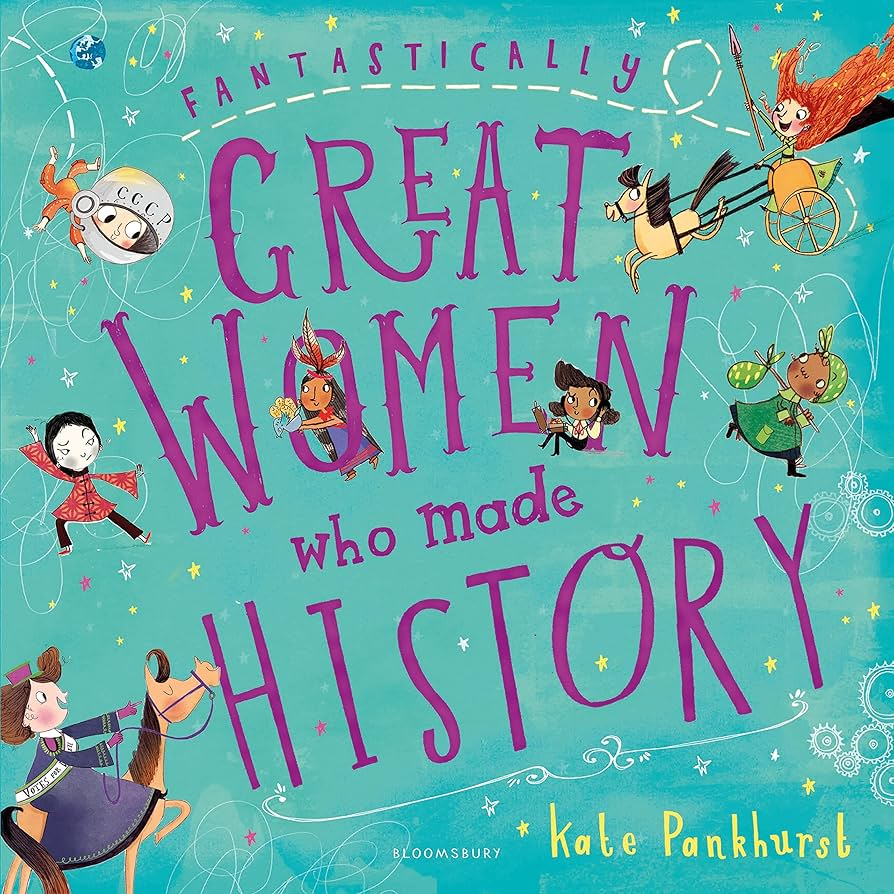 FANTASTICALLY
GREAT
CCCP
WOMEN
who made
HISTORY
VOTES FOR
BLOOMSBURY
Kate Pankhurst